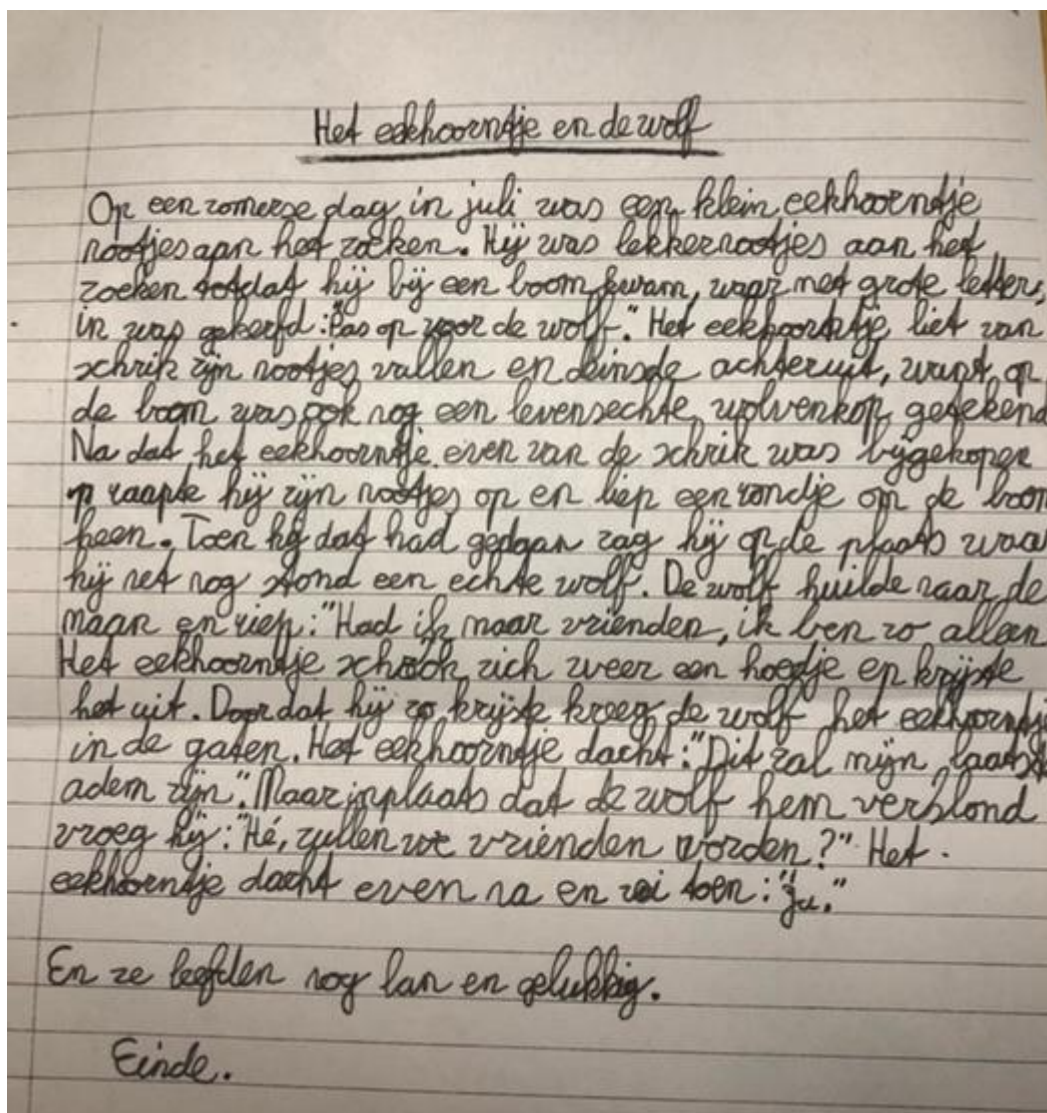 Het eekhoorntje en de wolf
Op een zomerse dag in juli was een klein eekhoorntje
nootjes aan het zoeken. Hij was lekker nootjes aan het
zoeken totdat hij bij een boom kwam, waar met grote letters
in was gekerfd: "Pas op voor de wolf." Het eekhoorntje liet van
schrik zijn nootjes vallen en deinsde achteruit, want op
de boom was ook nog een levensechte wolvenkop getekend
Na dat het eekhoorntje even van de schrik was bijgekomen
raapte hij zijn nootjes op en liep een rondje om de boom
heen. Toen hij dat had gedaan zag hij op de plaats waar
hij net nog stond een echte wolf. De wolf huilde naar de
maan en riep: "Had ik maar vrienden, ik ben zo alleen
Het eekhoorntje schrok zich weer een hoedje en krijste
het uit. Doordat hij zo krijste kreeg de wolf het eekhoorntje
in de gaten. Het eekhoorntje dacht: "Dit zal mijn laatste
adem zijn." Maar inplaats dat de wolf hem verslond
vroeg hij: "Hé, zullen we vrienden worden?" Het
eekhoorntje dacht even na en zei toen: "Ja."
En ze leefden nog lan en gelukkig.
Einde.